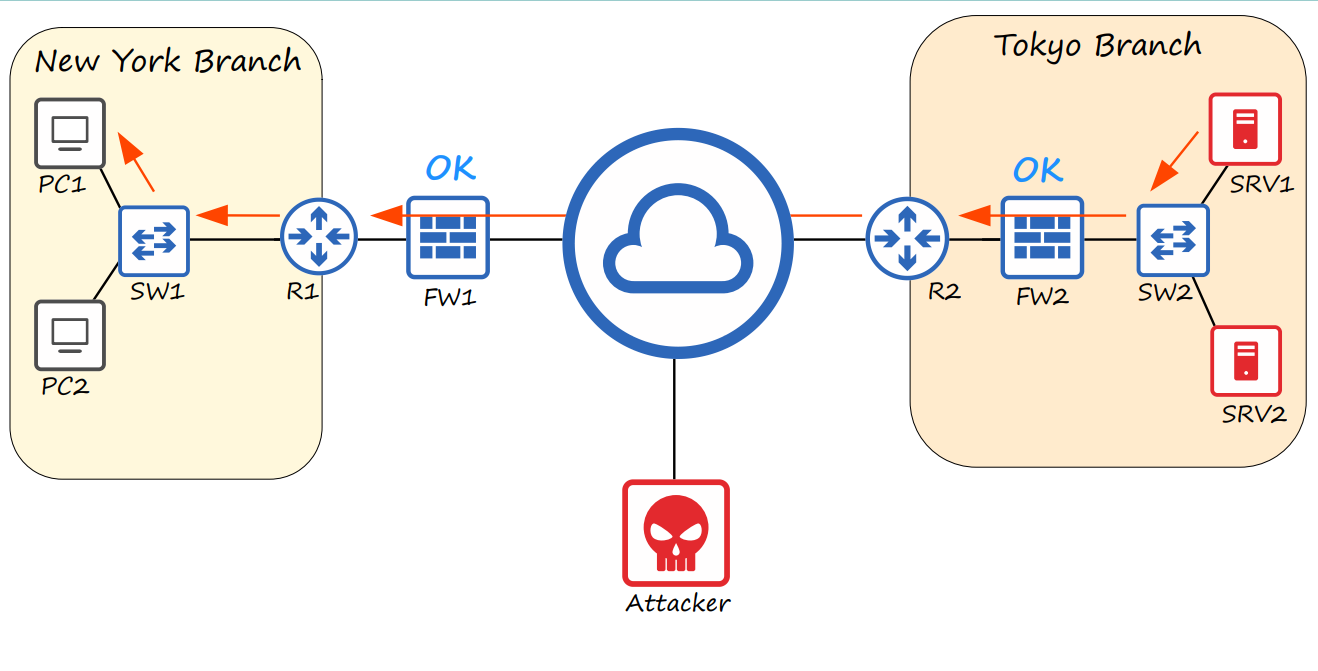 New York Branch
Tokyo Branch
PC1
OK
OK
SRV1
SW1
R1
FW1
R2
FW2
SW2
PC2
SRV2
Attacker